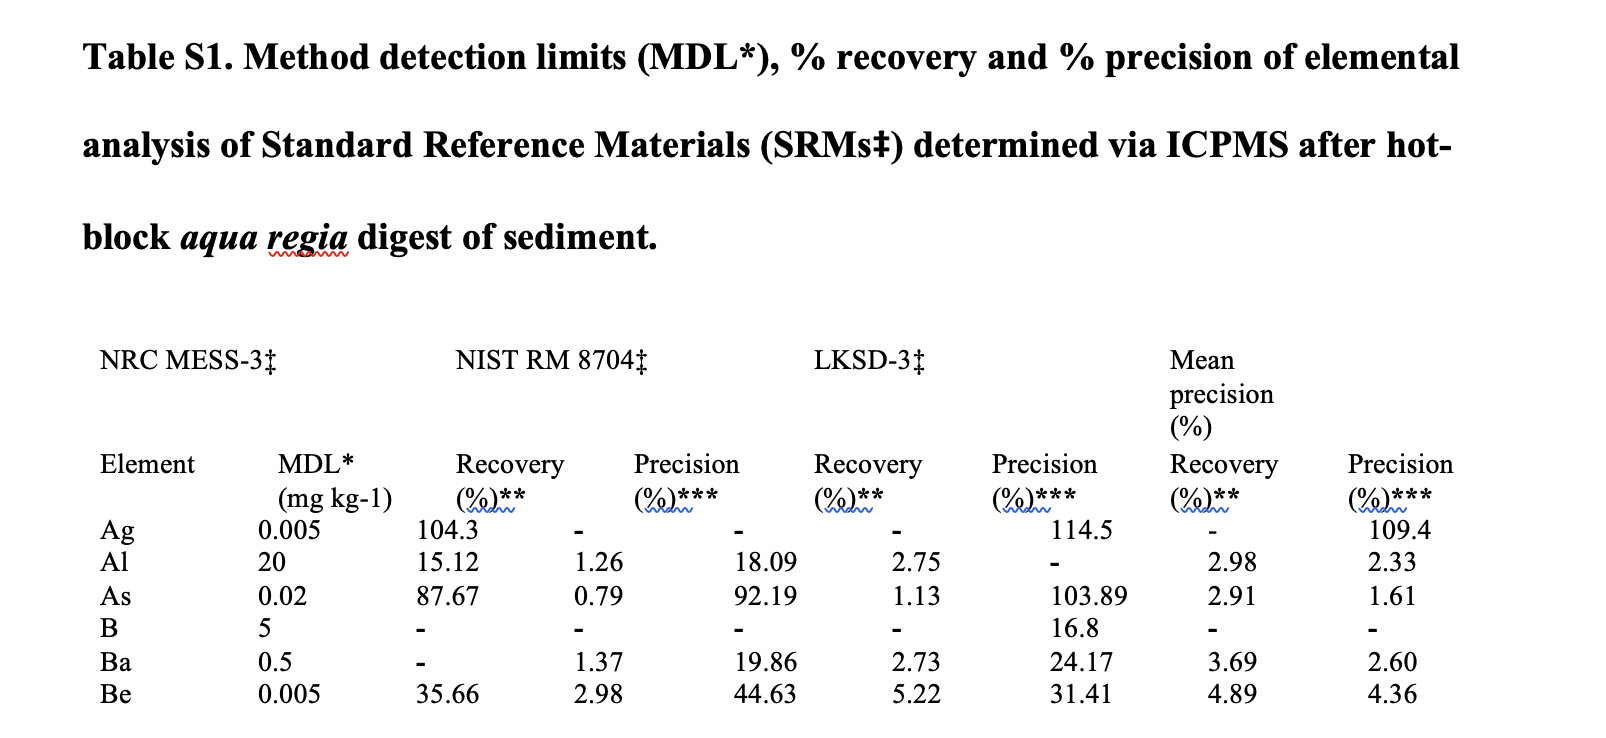 Table S1. Method detection limits (MDL*), % recovery and % precision of elemental
analysis of Standard Reference Materials (SRMs‡) determined via ICPMS after hot-
block aqua regia digest of sediment.
NRC MESS-3‡ NIST RM 8704‡ LKSD-3‡ Mean
precision
(%)
Element MDL* Recovery Precision Recovery Precision Recovery Precision
(mg kg-1) (%)** (%)*** (%)** (%)*** (%)** (%)***
Ag 0.005 104.3 - - - 114.5 - 109.4
Al 20 15.12 1.26 18.09 2.75 - 2.98 2.33
As 0.02 87.67 0.79 92.19 1.13 103.89 2.91 1.61
B 5 - - - - 16.8 - -
Ba 0.5 - 1.37 19.86 2.73 24.17 3.69 2.60
Be 0.005 35.66 2.98 44.63 5.22 31.41 4.89 4.36